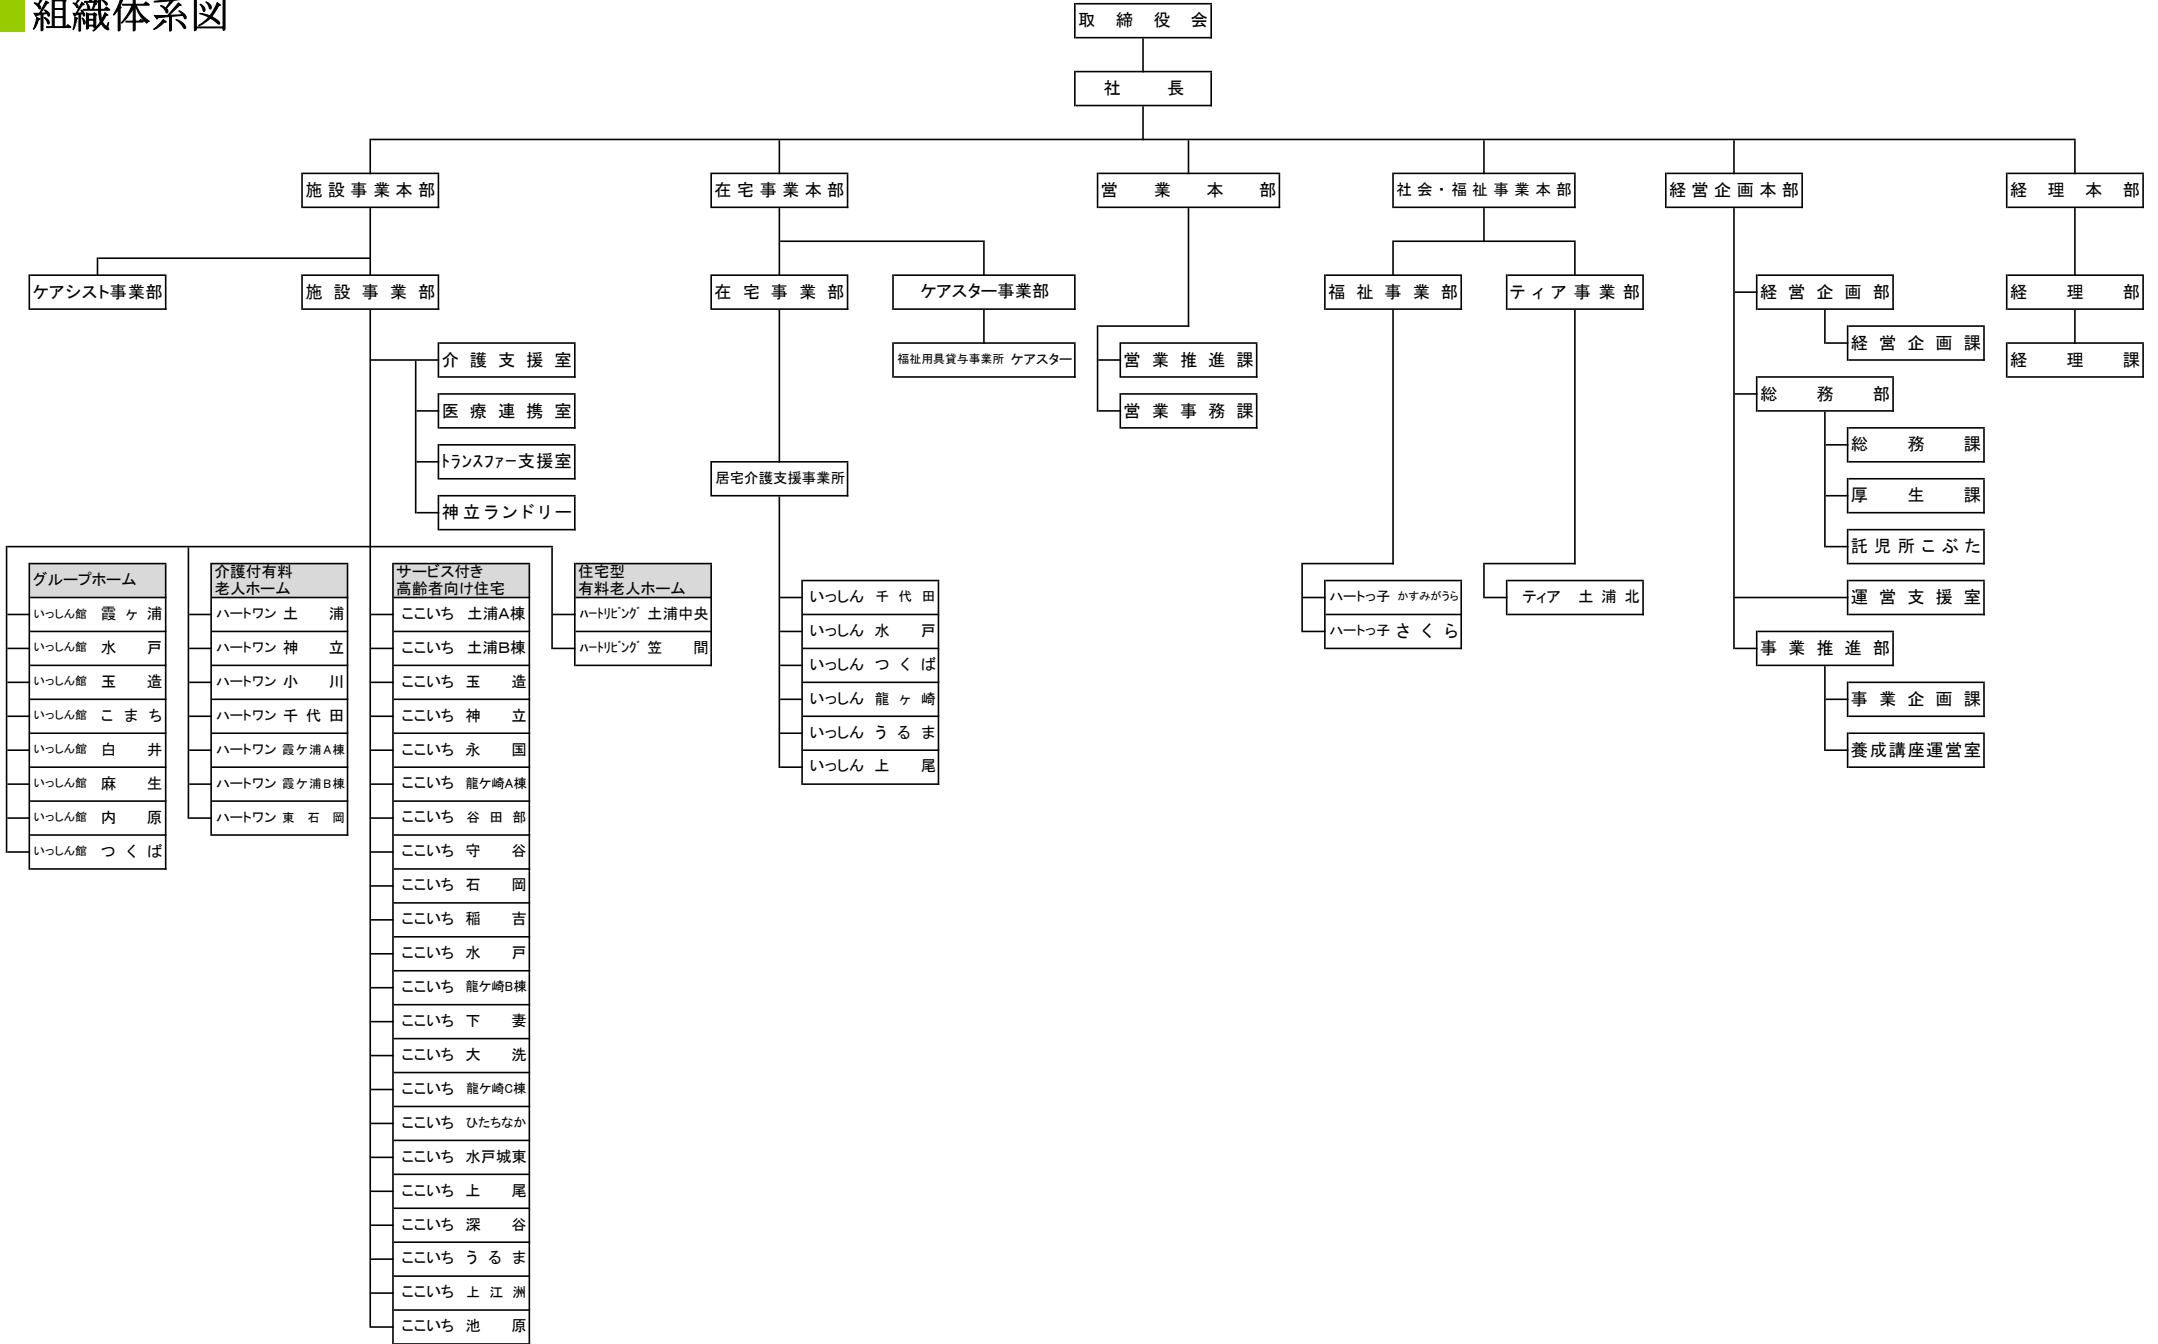 組織体系図
取締役会
社長
施設事業本部
在宅事業本部
営業本部
社会・福祉事業本部
経営企画本部
経理本部
ケアシスト事業部
施設事業部
在宅事業部
ケアスター事業部
福祉事業部
ティア事業部
経営企画部
経理部
介護支援室
医療連携室
トランスファー支援室
神立ランドリー
福祉用具貸与事業所 ケアスター
営業推進課
営業事務課
経営企画課
総務部
総務課
厚生課
託児所こぶた
運営支援室
事業推進部
事業企画課
養成講座運営室
経理課
居宅介護支援事業所
グループホーム
いっしん館 霞ヶ浦
いっしん館 水戸
いっしん館 玉造
いっしん館 こまち
いっしん館 白井
いっしん館 麻生
いっしん館 内原
いっしん館 つくば
介護付有料
老人ホーム
ハートワン 土浦
ハートワン 神立
ハートワン 小川
ハートワン 千代田
ハートワン 霞ケ浦A棟
ハートワン 霞ケ浦B棟
ハートワン 東石岡
サービス付き
高齢者向け住宅
ここいち 土浦A棟
ここいち 土浦B棟
ここいち 玉造
ここいち 神立
ここいち 永国
ここいち 龍ケ崎A棟
ここいち 谷田部
ここいち 守谷
ここいち 石岡
ここいち 稲吉
ここいち 水戸
ここいち 龍ケ崎B棟
ここいち 下妻
ここいち 大洗
ここいち 龍ケ崎C棟
ここいち ひたちなか
ここいち 水戸城東
ここいち 上尾
ここいち 深谷
ここいち うるま
ここいち 上江洲
ここいち 池原
住宅型
有料老人ホーム
ﾊｰﾄﾘﾋﾞﾝｸﾞ 土浦中央
ﾊｰﾄﾘﾋﾞﾝｸﾞ 笠間
いっしん 千代田
いっしん 水戸
いっしん つくば
いっしん 龍ヶ崎
いっしん うるま
いっしん 上尾
ハートっ子 かすみがうら
ハートっ子 さくら
ティア 土浦北